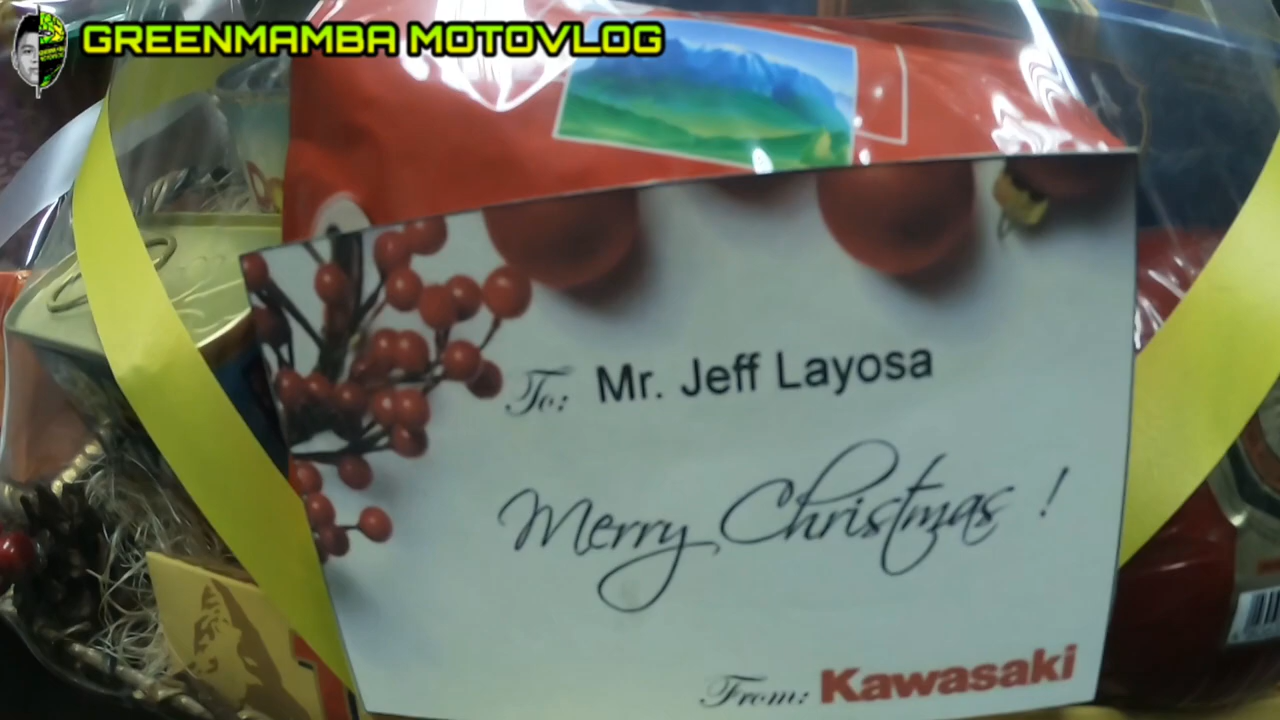 GREENMAMBA MOTOVLOG
To: Mr. Jeff Layosa
Merry Christmas !
From: Kawasaki